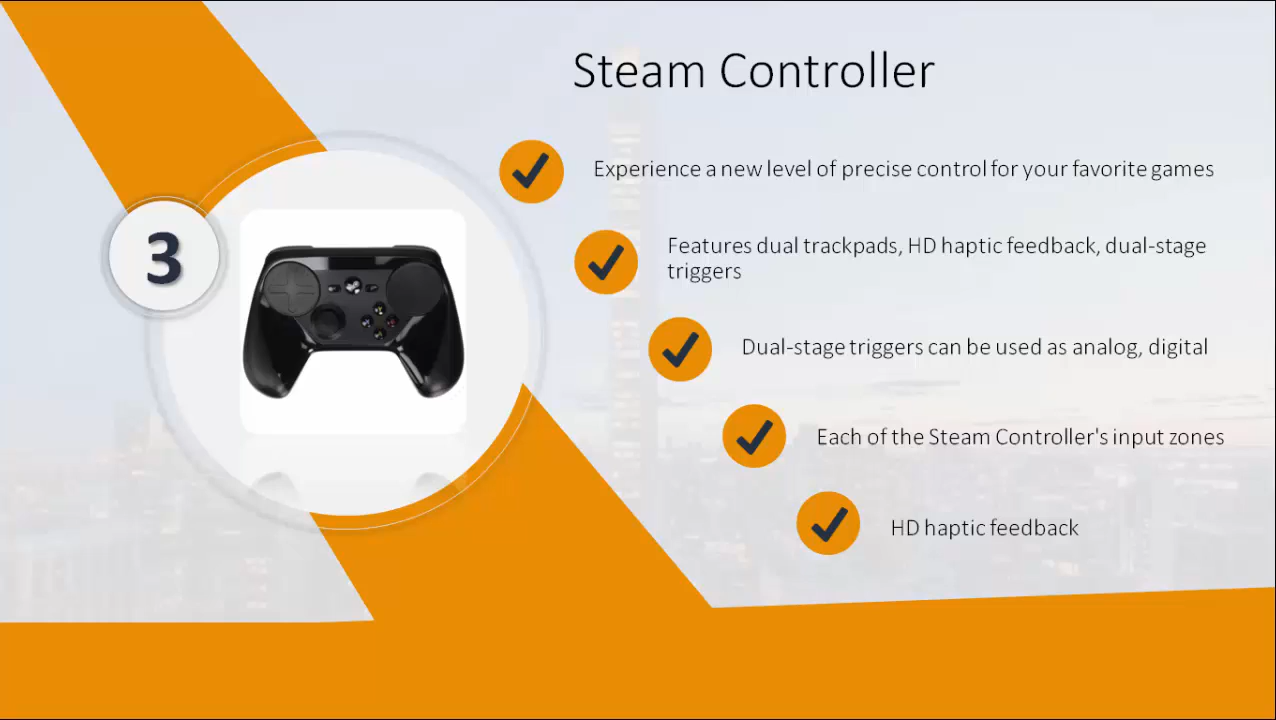 Steam Controller
Experience a new level of precise control for your favorite games
3
Features dual trackpads, HD haptic feedback, dual-stage
triggers
Dual-stage triggers can be used as analog, digital
Each of the Steam Controller's input zones
HD haptic feedback